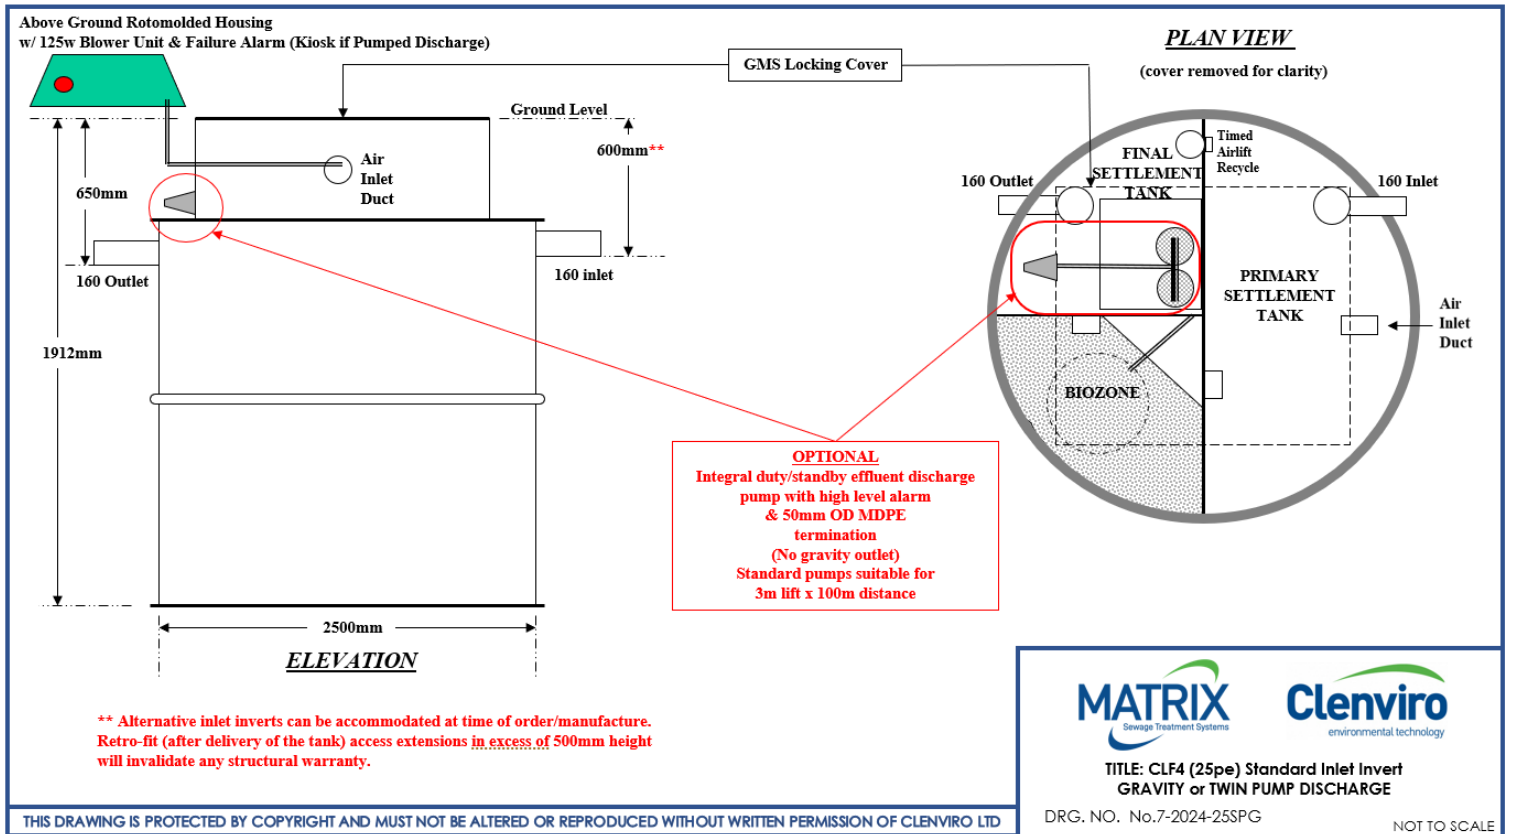 Above Ground Rotomolded Housing
w/ 125w Blower Unit & Failure Alarm (Kiosk if Pumped Discharge)
GMS Locking Cover
PLAN VIEW
(cover removed for clarity)
Ground Level
600mm**
650mm
Air
Inlet
Duct
160 Outlet
160 inlet
1912mm
2500mm
ELEVATION
Timed
Airlift
Recycle
FINAL
SETTLEMENT
TANK
160 Outlet
160 Inlet
PRIMARY
SETTLEMENT
TANK
Air
Inlet
Duct
BIOZONE
OPTIONAL
Integral duty/standby effluent discharge
pump with high level alarm
& 50mm OD MDPE
termination
(No gravity outlet)
Standard pumps suitable for
3m lift x 100m distance
** Alternative inlet inverts can be accommodated at time of order/manufacture.
Retro-fit (after delivery of the tank) access extensions in excess of 500mm height
will invalidate any structural warranty.
MATRIX
Sewage Treatment Systems
Clenviro
environmental technology
TITLE: CLF4 (25pe) Standard Inlet Invert
GRAVITY or TWIN PUMP DISCHARGE
DRG. NO. No.7-2024-25SPG
NOT TO SCALE
THIS DRAWING IS PROTECTED BY COPYRIGHT AND MUST NOT BE ALTERED OR REPRODUCED WITHOUT WRITTEN PERMISSION OF CLENVIRO LTD